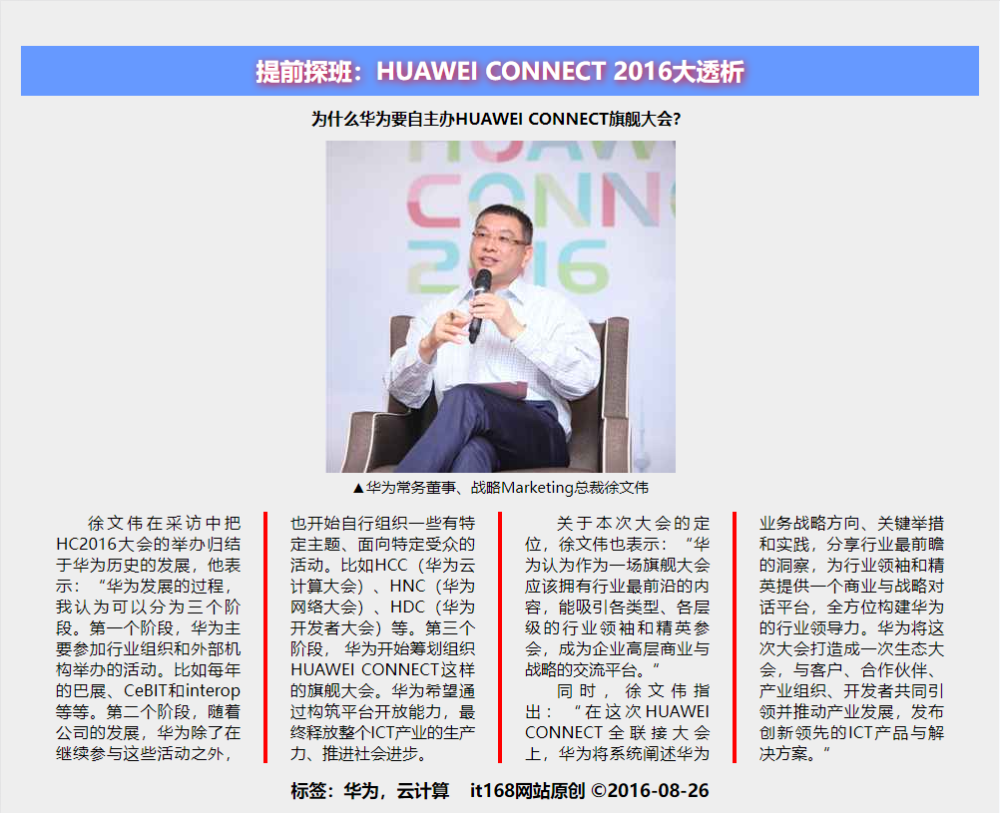 提前探班：HUAWEI CONNECT 2016大透析
为什么华为要自主办HUAWEI CONNECT旗舰大会?
HUAWEI
CONNE
2016
▲华为常务董事、战略Marketing总裁徐文伟
徐文伟在采访中把
HC2016大会的举办归结
于华为历史的发展，他表
示：“华为发展的过程，
我认为可以分为三个阶
段。第一个阶段，华为主
要参加行业组织和外部机
构举办的活动。比如每年
的巴展、CeBIT和interop
等等。第二个阶段，随着
公司的发展，华为除了在
继续参与这些活动之外，
也开始自行组织一些有特
定主题、面向特定受众的
活动。比如HCC（华为云
计算大会）、HNC（华为
网络大会）、HDC（华为
开发者大会）等。第三个
阶段， 华为开始筹划组织
HUAWEI CONNECT这样
的旗舰大会。华为希望通
过构筑平台开放能力，最
终释放整个ICT产业的生产
力、推进社会进步。
关于本次大会的定
位，徐文伟也表示：“华
为认为作为一场旗舰大会
应该拥有行业最前沿的内
容，能吸引各类型、各层
级的行业领袖和精英参
会，成为企业高层商业与
战略的交流平台。“
同时，徐文伟指
出：“在这次HUAWEI
CONNECT全联接大会
上，华为将系统阐述华为
业务战略方向、关键举措
和实践，分享行业最前瞻
的洞察，为行业领袖和精
英提供一个商业与战略对
话平台，全方位构建华为
的行业领导力。华为将这
次大会打造成一次生态大
会，与客户、合作伙伴、
产业组织、开发者共同引
领并推动产业发展，发布
创新领先的ICT产品与解
决方案。“
标签：华为，云计算 it168网站原创 ©2016-08-26